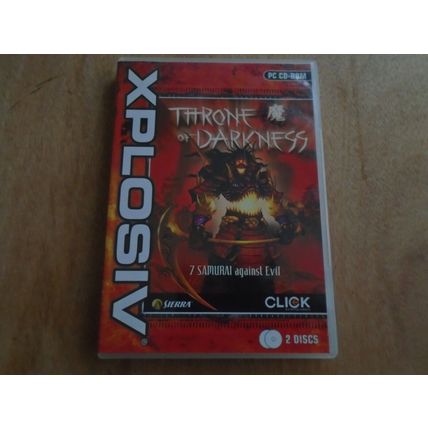 PC CD-ROM
XPLOSIV
THRONE 魔
OF DARKNESS
7 SAMURAI against Evil
SIERRA
CLICK
2 DISCS